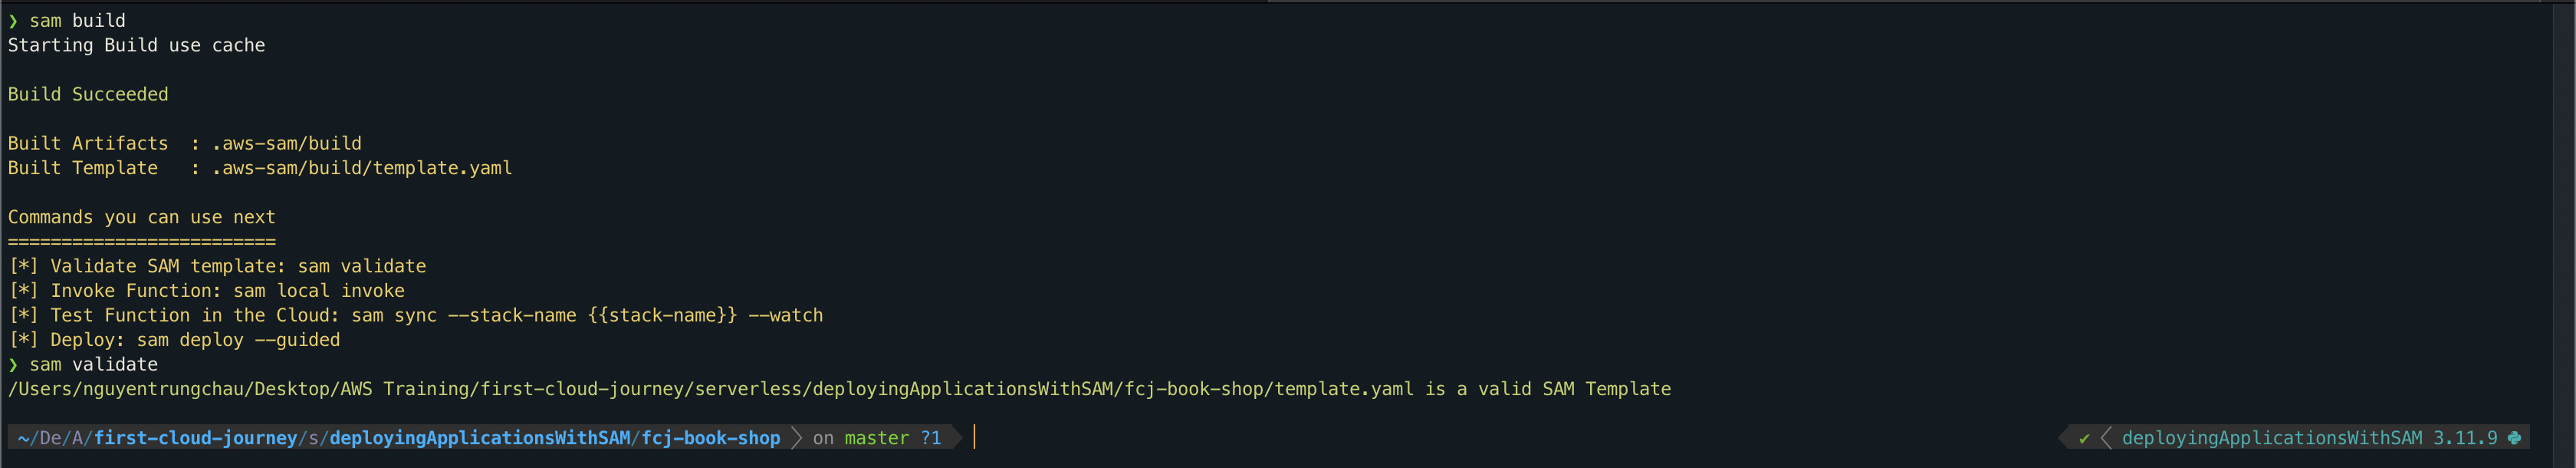 ❯ sam build
Starting Build use cache
Build Succeeded
Built Artifacts  : .aws-sam/build
Built Template   : .aws-sam/build/template.yaml
Commands you can use next
=========================
[*] Validate SAM template: sam validate
[*] Invoke Function: sam local invoke
[*] Test Function in the Cloud: sam sync --stack-name {{stack-name}} --watch
[*] Deploy: sam deploy --guided
❯ sam validate
/Users/nguyentrungchau/Desktop/AWS Training/first-cloud-journey/serverless/deployingApplicationsWithSAM/fcj-book-shop/template.yaml is a valid SAM Template
~/De/A/first-cloud-journey/s/deployingApplicationsWithSAM/fcj-book-shop on master ?1 ✔ deployingApplicationsWithSAM 3.11.9